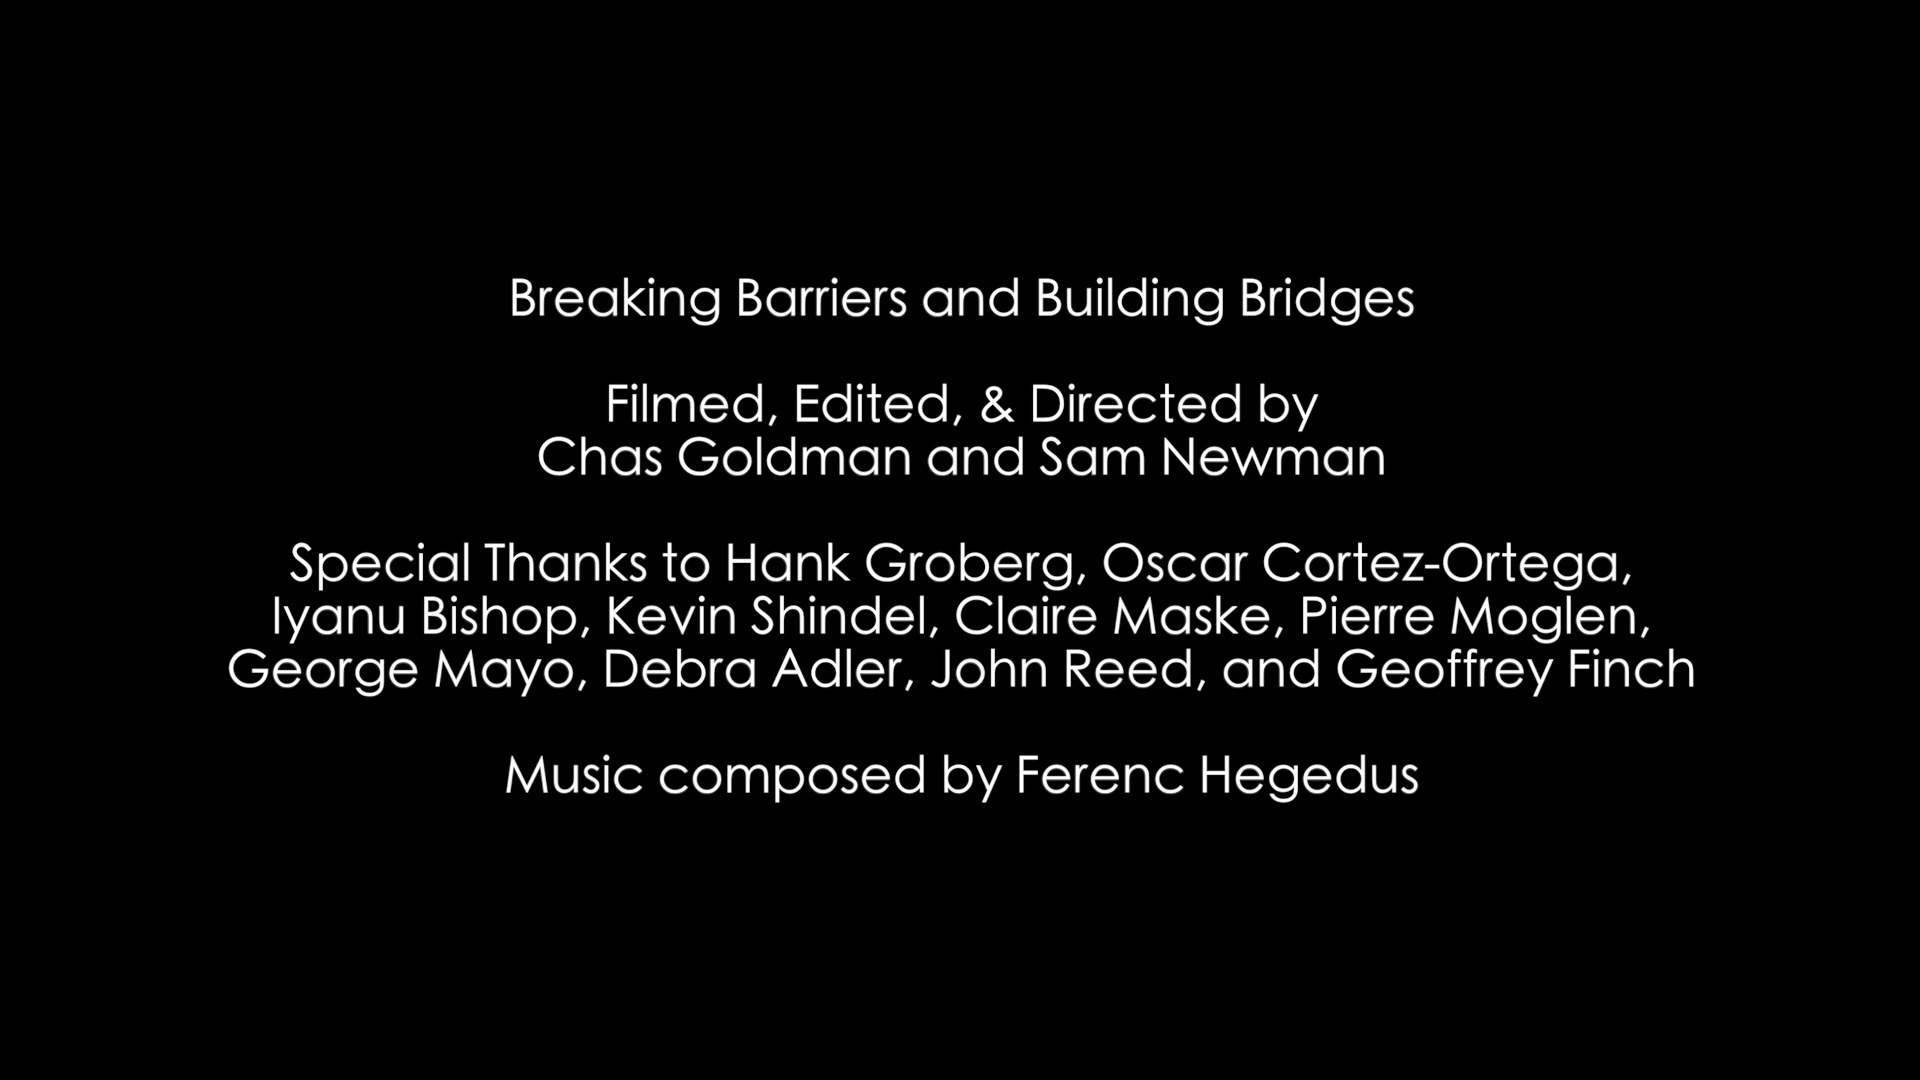 Breaking Barriers and Building Bridges
Filmed, Edited, & Directed by
Chas Goldman and Sam Newman
Special Thanks to Hank Groberg, Oscar Cortez-Ortega,
Iyanu Bishop, Kevin Shindel, Claire Maske, Pierre Moglen,
George Mayo, Debra Adler, John Reed, and Geoffrey Finch
Music composed by Ferenc Hegedus